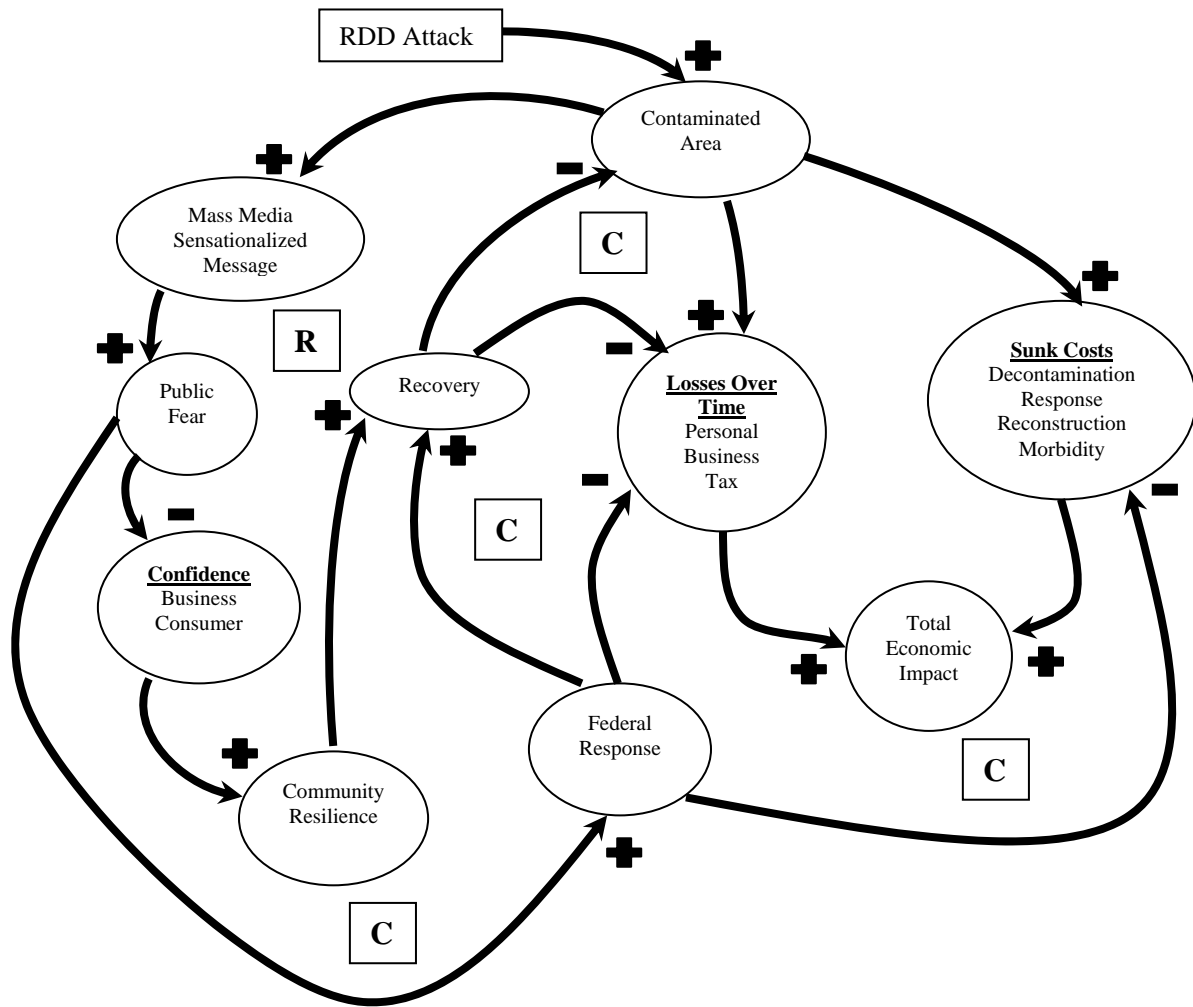 RDD Attack
Contaminated
Area
Mass Media
Sensationalized
Message
C
R
Public
Fear
Recovery
Losses Over
Time
Personal
Business
Tax
Sunk Costs
Decontamination
Response
Reconstruction
Morbidity
C
Confidence
Business
Consumer
Total
Economic
Impact
Federal
Response
C
Community
Resilience
C